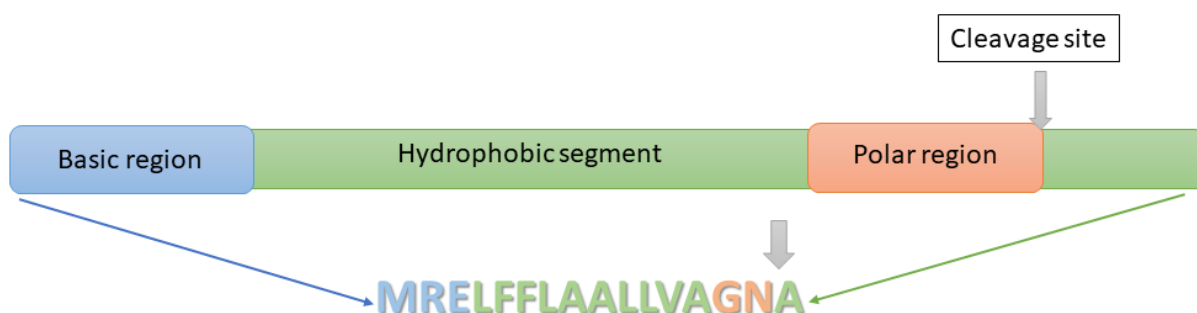 Cleavage site
Basic region Hydrophobic segment Polar region
MRELFFLAALLVAGNA